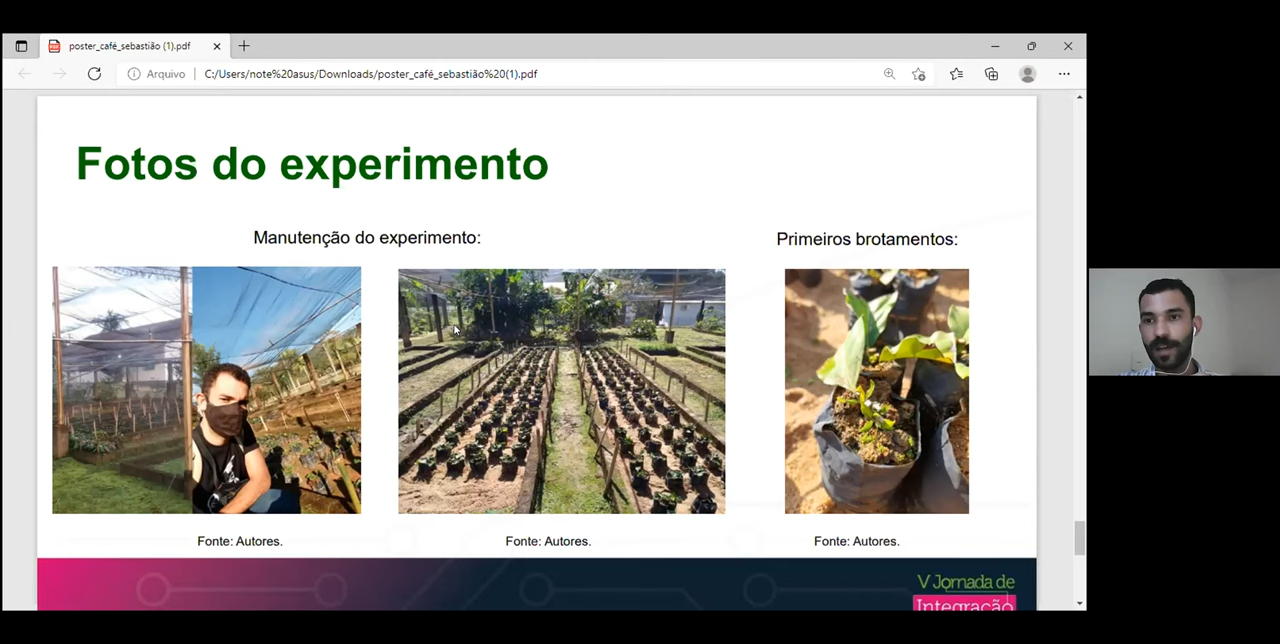 poster_café_sebastião (1).pdf
Arquivo
C:/Users/note%20asus/Downloads/poster_café_sebastião%20(1).pdf
Fotos do experimento
Manutenção do experimento:
Primeiros brotamentos:
Fonte: Autores.
Fonte: Autores.
Fonte: Autores.
V Jornada de
Integração